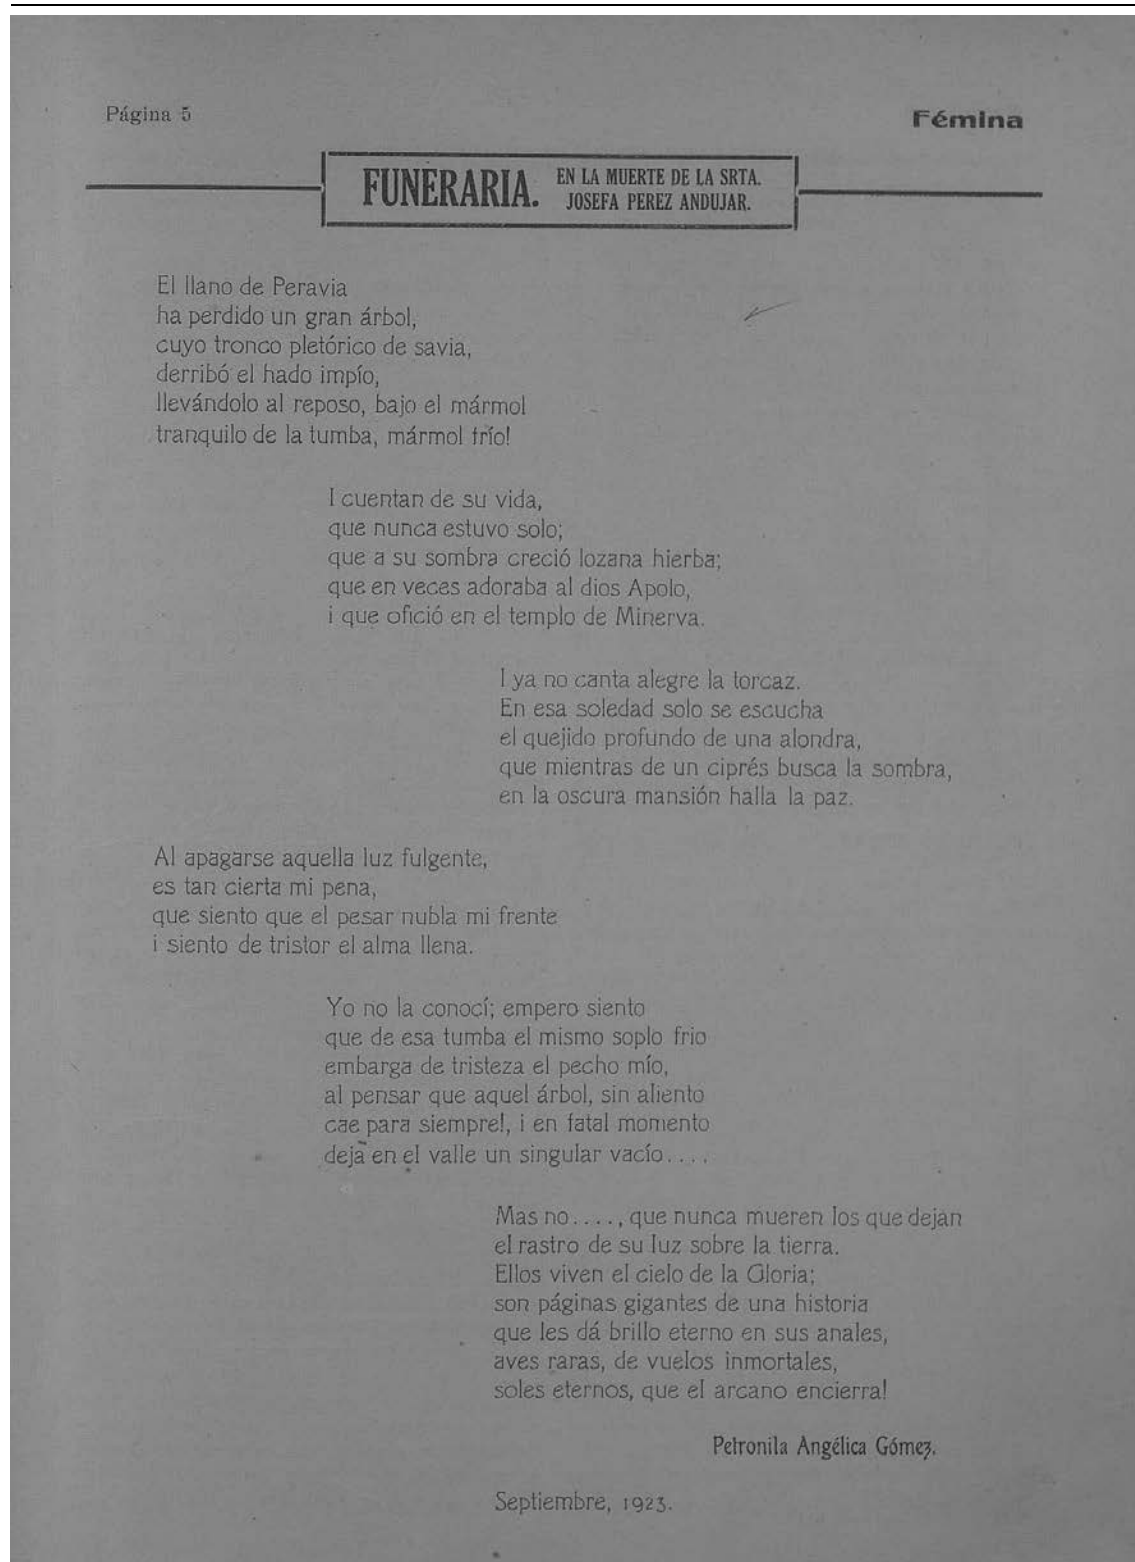 Página 5
Fémina
FUNERARIA. EN LA MUERTE DE LA SRTA.
JOSEFA PEREZ ANDUJAR.
El llano de Peravia
ha perdido un gran árbol,
cuyo tronco pletórico de savia,
derribó el hado impío,
llevándolo al reposo, bajo el mármol
tranquilo de la tumba, mármol frío!
I cuentan de su vida,
que nunca estuvo solo;
que a su sombra creció lozana hierba;
que en veces adoraba al dios Apolo,
i que ofició en el templo de Minerva.
I ya no canta alegre la torcaz.
En esa soledad solo se escucha
el quejido profundo de una alondra,
que mientras de un ciprés busca la sombra,
en la oscura mansión halla la paz.
Al apagarse aquella luz fulgente,
es tan cierta mi pena,
que siento que el pesar nubla mi frente
i siento de tristor el alma llena.
Yo no la conocí; empero siento
que de esa tumba el mismo soplo frio
embarga de tristeza el pecho mío,
al pensar que aquel árbol, sin aliento
cae para siempre!, i en fatal momento
deja en el valle un singular vacío....
Mas no...., que nunca mueren los que dejan
el rastro de su luz sobre la tierra.
Ellos viven el cielo de la Gloria;
son páginas gigantes de una historia
que les dá brillo eterno en sus anales,
aves raras, de vuelos inmortales,
soles eternos, que el arcano encierra!
Petronila Angélica Gómez.
Septiembre, 1923.